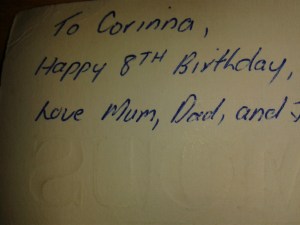 To Corinna,
Happy 8TH Birthday,
Love Mum, Dad, and